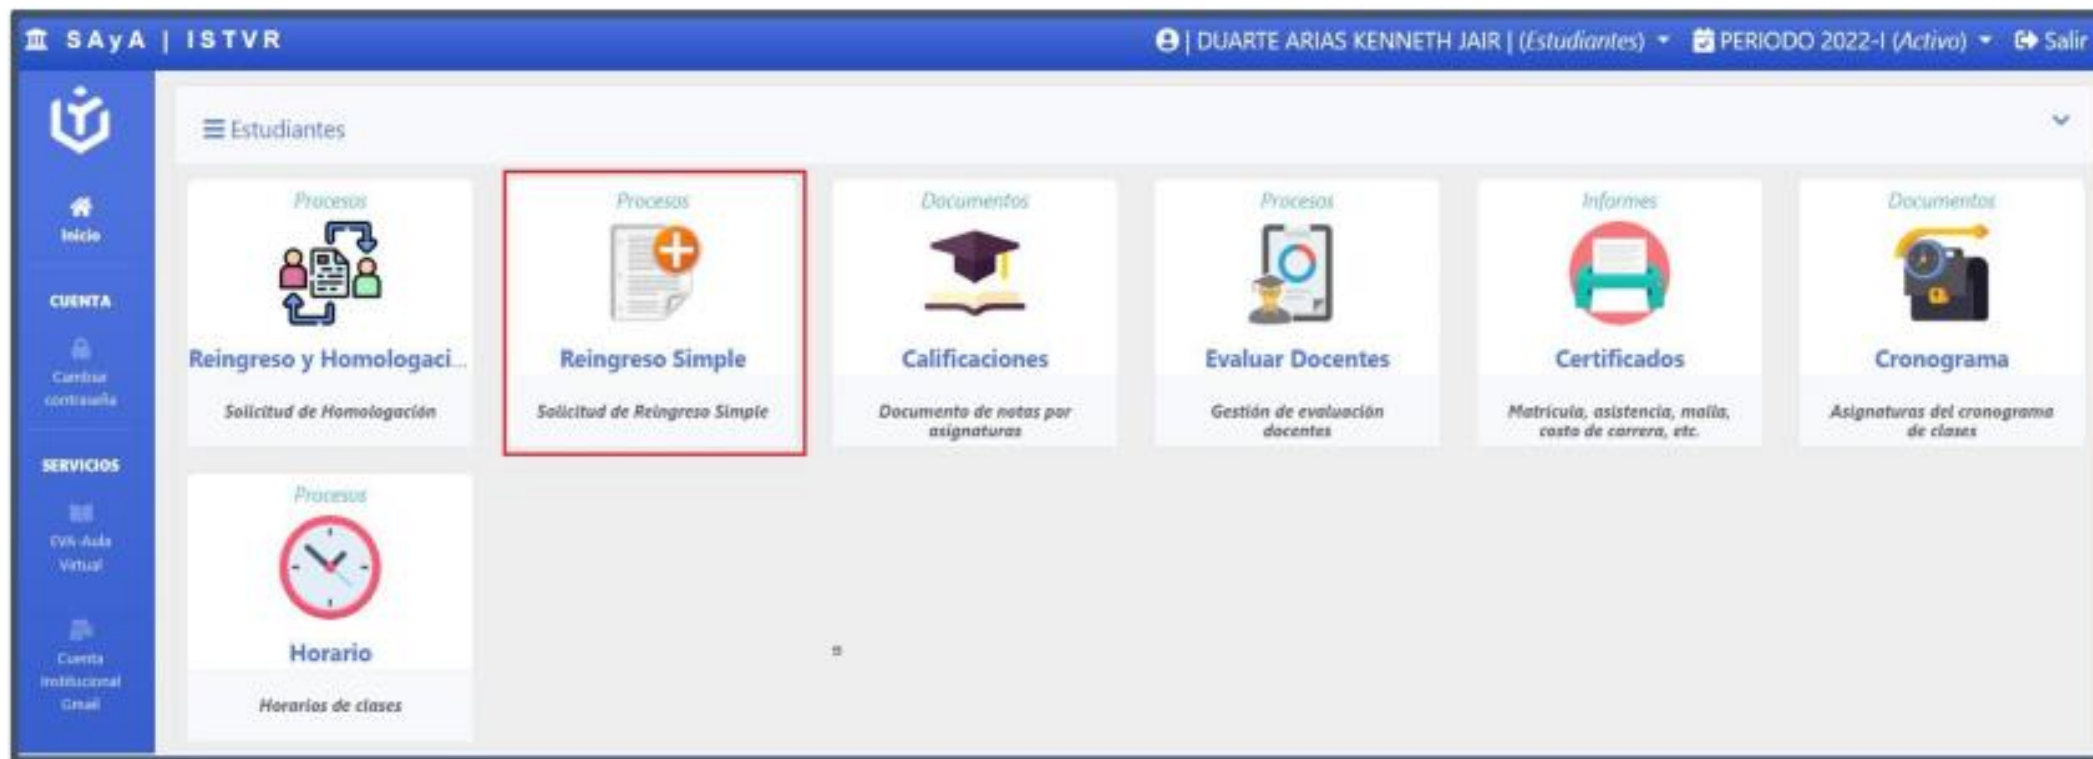 SAyA | ISTVR
| DUARTE ARIAS KENNETH JAIR | (Estudiantes)
PERIODO 2022-I (Activo)
Salir
Inicio
CUENTA
Cambiar
contraseña
SERVICIOS
EVA-Aula
Virtual
Cuenta
Institucional
Gmail
Estudiantes
Procesos
Reingreso y Homologaci...
Solicitud de Homologación
Procesos
Reingreso Simple
Solicitud de Reingreso Simple
Documentos
Calificaciones
Documento de notas por
asignaturas
Procesos
Evaluar Docentes
Gestión de evaluación
docentes
Informes
Certificados
Matrícula, asistencia, malla,
costo de carrera, etc.
Documentos
Cronograma
Asignaturas del cronograma
de clases
Procesos
Horario
Horarios de clases